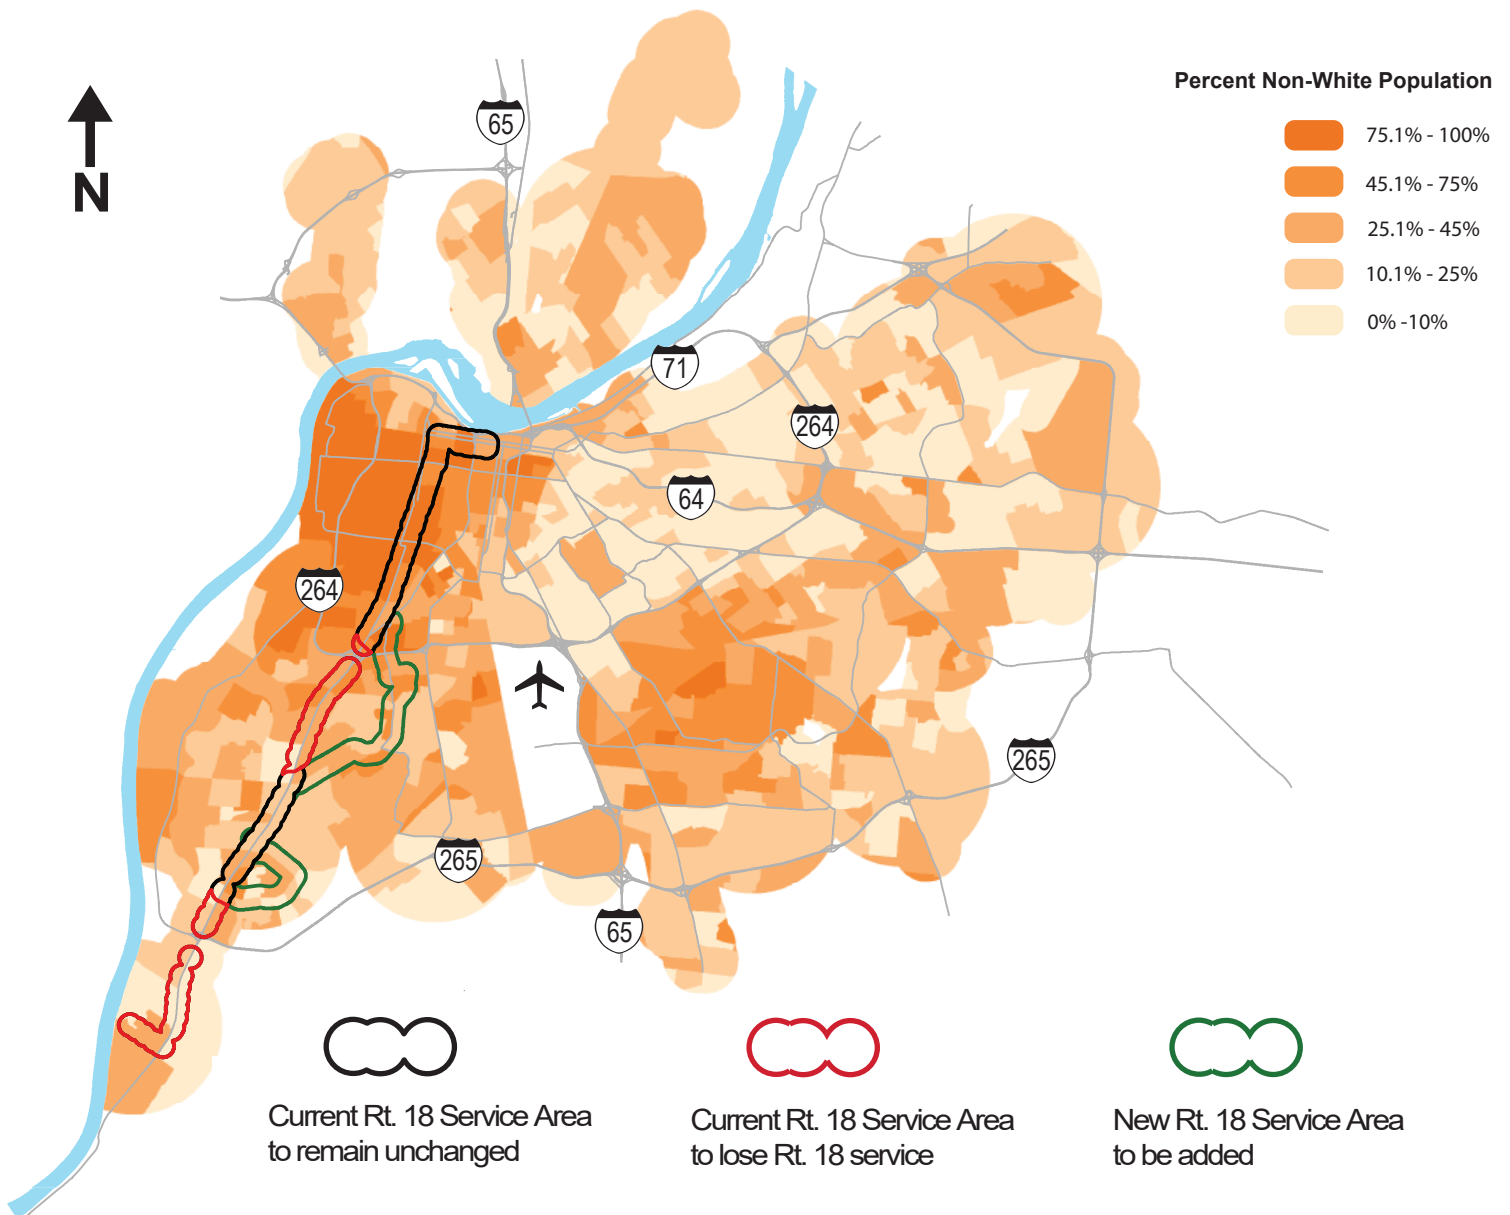 Percent Non-White Population
75.1% - 100%
45.1% - 75%
25.1% - 45%
10.1% - 25%
0% -10%
N
65
71
264
64
264
265
265
65
Current Rt. 18 Service Area
to remain unchanged
Current Rt. 18 Service Area
to lose Rt. 18 service
New Rt. 18 Service Area
to be added